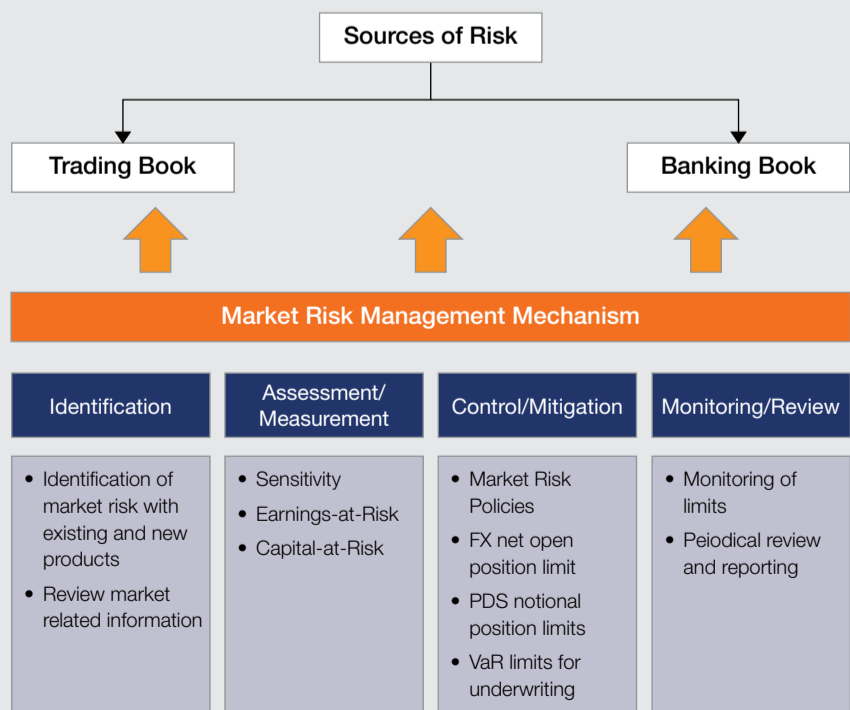 Sources of Risk
Trading Book
Banking Book
Market Risk Management Mechanism
Identification
• Identification of
market risk with
existing and new
products
• Review market
related information
Assessment/
Measurement
• Sensitivity
• Earnings-at-Risk
• Capital-at-Risk
Control/Mitigation
• Market Risk
Policies
• FX net open
position limit
• PDS notional
position limits
• VaR limits for
underwriting
Monitoring/Review
• Monitoring of
limits
• Peiodical review
and reporting